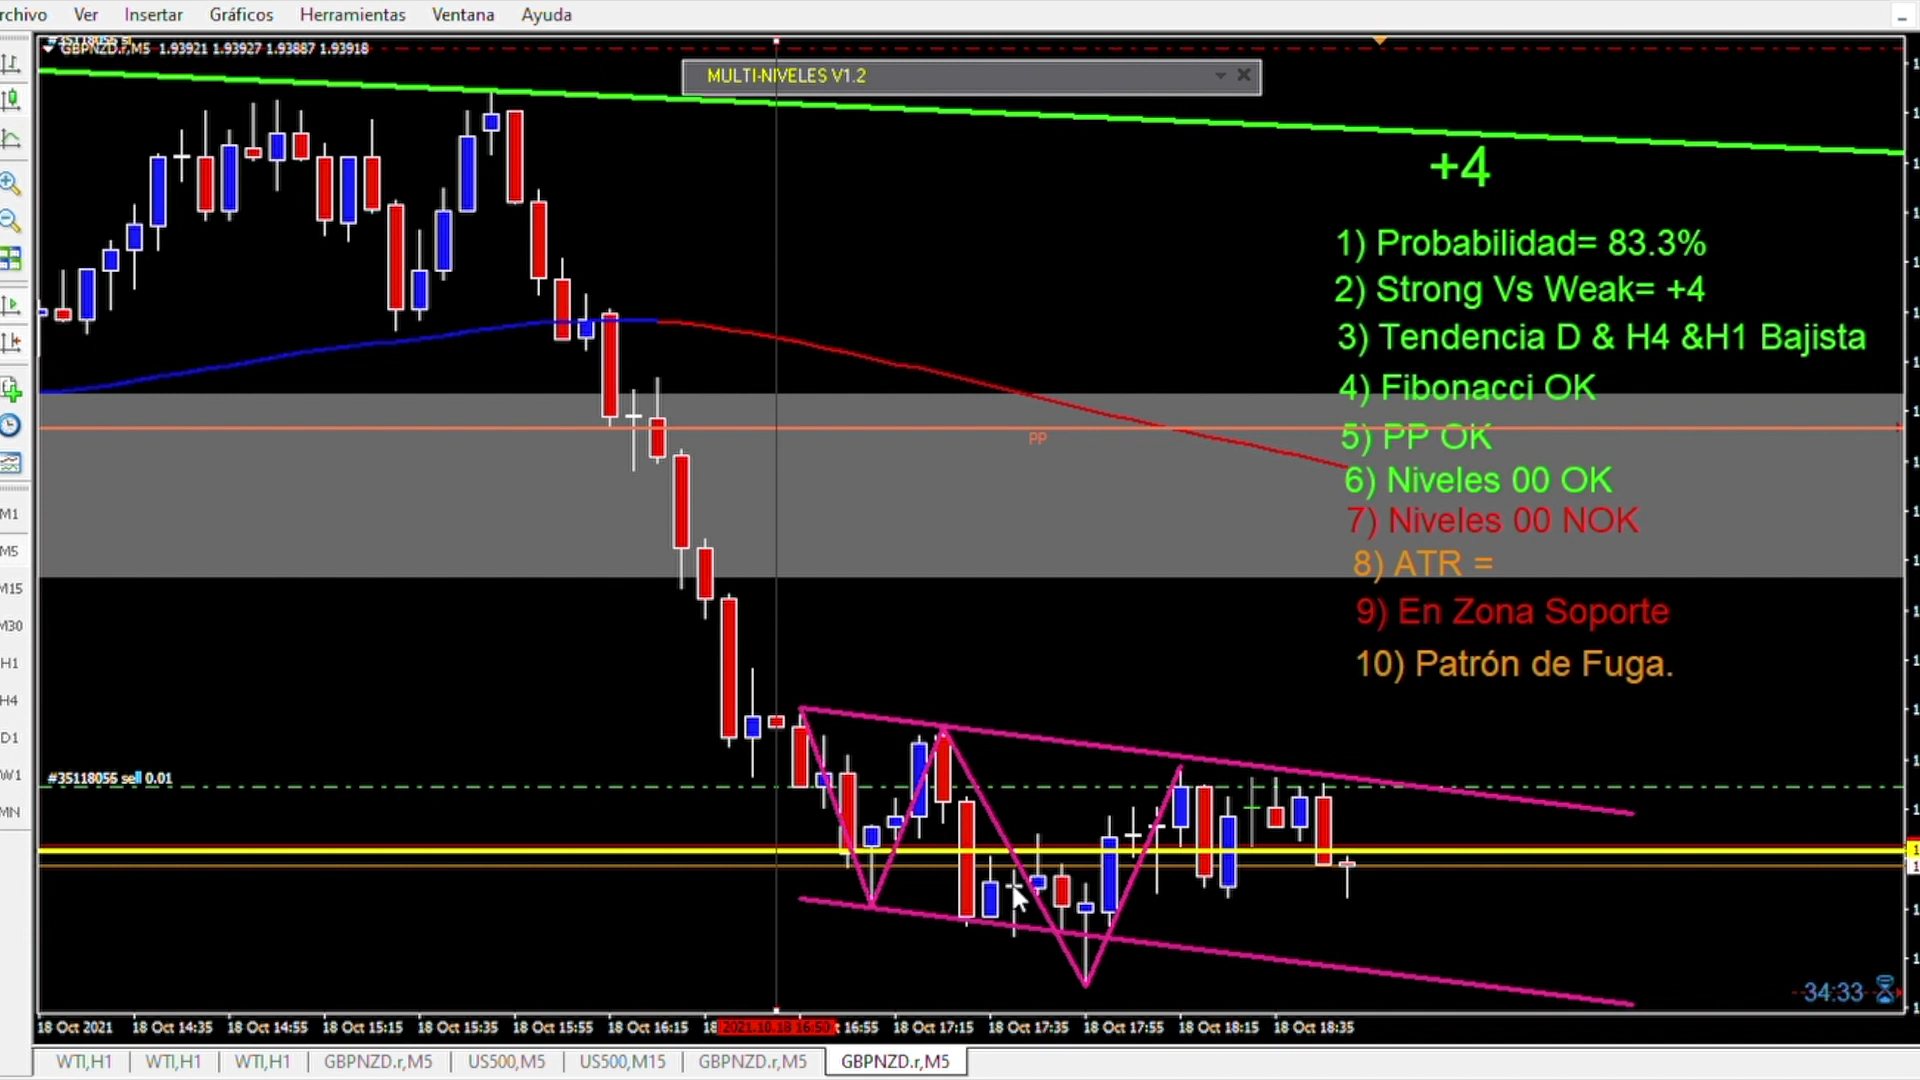 rchivo Ver Insertar Gráficos Herramientas Ventana Ayuda
GBPNZD.r,M5 1.93921 1.93927 1.93887 1.93918
MULTI-NIVELES V1.2
+4
1) Probabilidad= 83.3%
2) Strong Vs Weak= +4
3) Tendencia D & H4 &H1 Bajista
4) Fibonacci OK
PP
5) PP OK
6) Niveles 00 OK
7) Niveles 00 NOK
8) ATR =
9) En Zona Soporte
10) Patrón de Fuga.
M1
M5
M15
M30
H1
H4
D1
W1
MN
#35118056 sell 0.01
34:33
18 Oct 2021 18 Oct 14:35 18 Oct 14:55 18 Oct 15:15 18 Oct 15:35 18 Oct 15:55 18 Oct 16:15 18 2021.10.18 16:50 t 16:55 18 Oct 17:15 18 Oct 17:35 18 Oct 17:55 18 Oct 18:15 18 Oct 18:35
WTI,H1 WTI,H1 WTI,H1 GBPNZD.r,M5 US500,M5 US500,M15 GBPNZD.r,M5 GBPNZD.r,M5